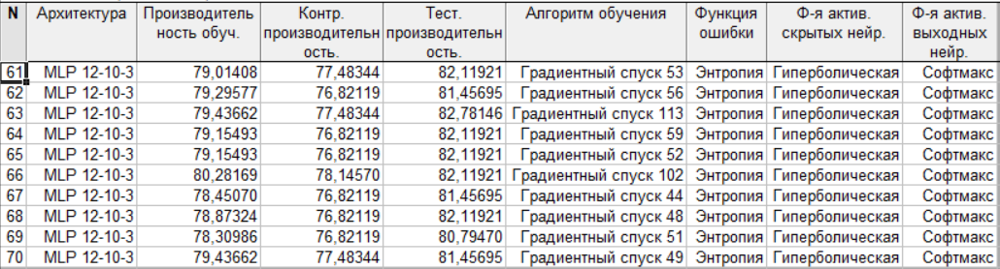 N Архитектура Производитель Контр. Тест. Алгоритм обучения Функция Ф-я актив. Ф-я актив.
ность обуч. производительн производительн ошибки скрытых нейр. выходных
ость. ость. нейр.
61 MLP 12-10-3 79,01408 77,48344 82,11921 Градиентный спуск 53 Энтропия Гиперболическая Софтмакс
62 MLP 12-10-3 79,29577 76,82119 81,45695 Градиентный спуск 56 Энтропия Гиперболическая Софтмакс
63 MLP 12-10-3 79,43662 77,48344 82,78146 Градиентный спуск 113 Энтропия Гиперболическая Софтмакс
64 MLP 12-10-3 79,15493 76,82119 82,11921 Градиентный спуск 59 Энтропия Гиперболическая Софтмакс
65 MLP 12-10-3 79,15493 76,82119 82,11921 Градиентный спуск 52 Энтропия Гиперболическая Софтмакс
66 MLP 12-10-3 80,28169 78,14570 82,11921 Градиентный спуск 102 Энтропия Гиперболическая Софтмакс
67 MLP 12-10-3 78,45070 76,82119 81,45695 Градиентный спуск 44 Энтропия Гиперболическая Софтмакс
68 MLP 12-10-3 78,87324 76,82119 82,11921 Градиентный спуск 48 Энтропия Гиперболическая Софтмакс
69 MLP 12-10-3 78,30986 76,82119 80,79470 Градиентный спуск 51 Энтропия Гиперболическая Софтмакс
70 MLP 12-10-3 79,43662 77,48344 81,45695 Градиентный спуск 49 Энтропия Гиперболическая Софтмакс